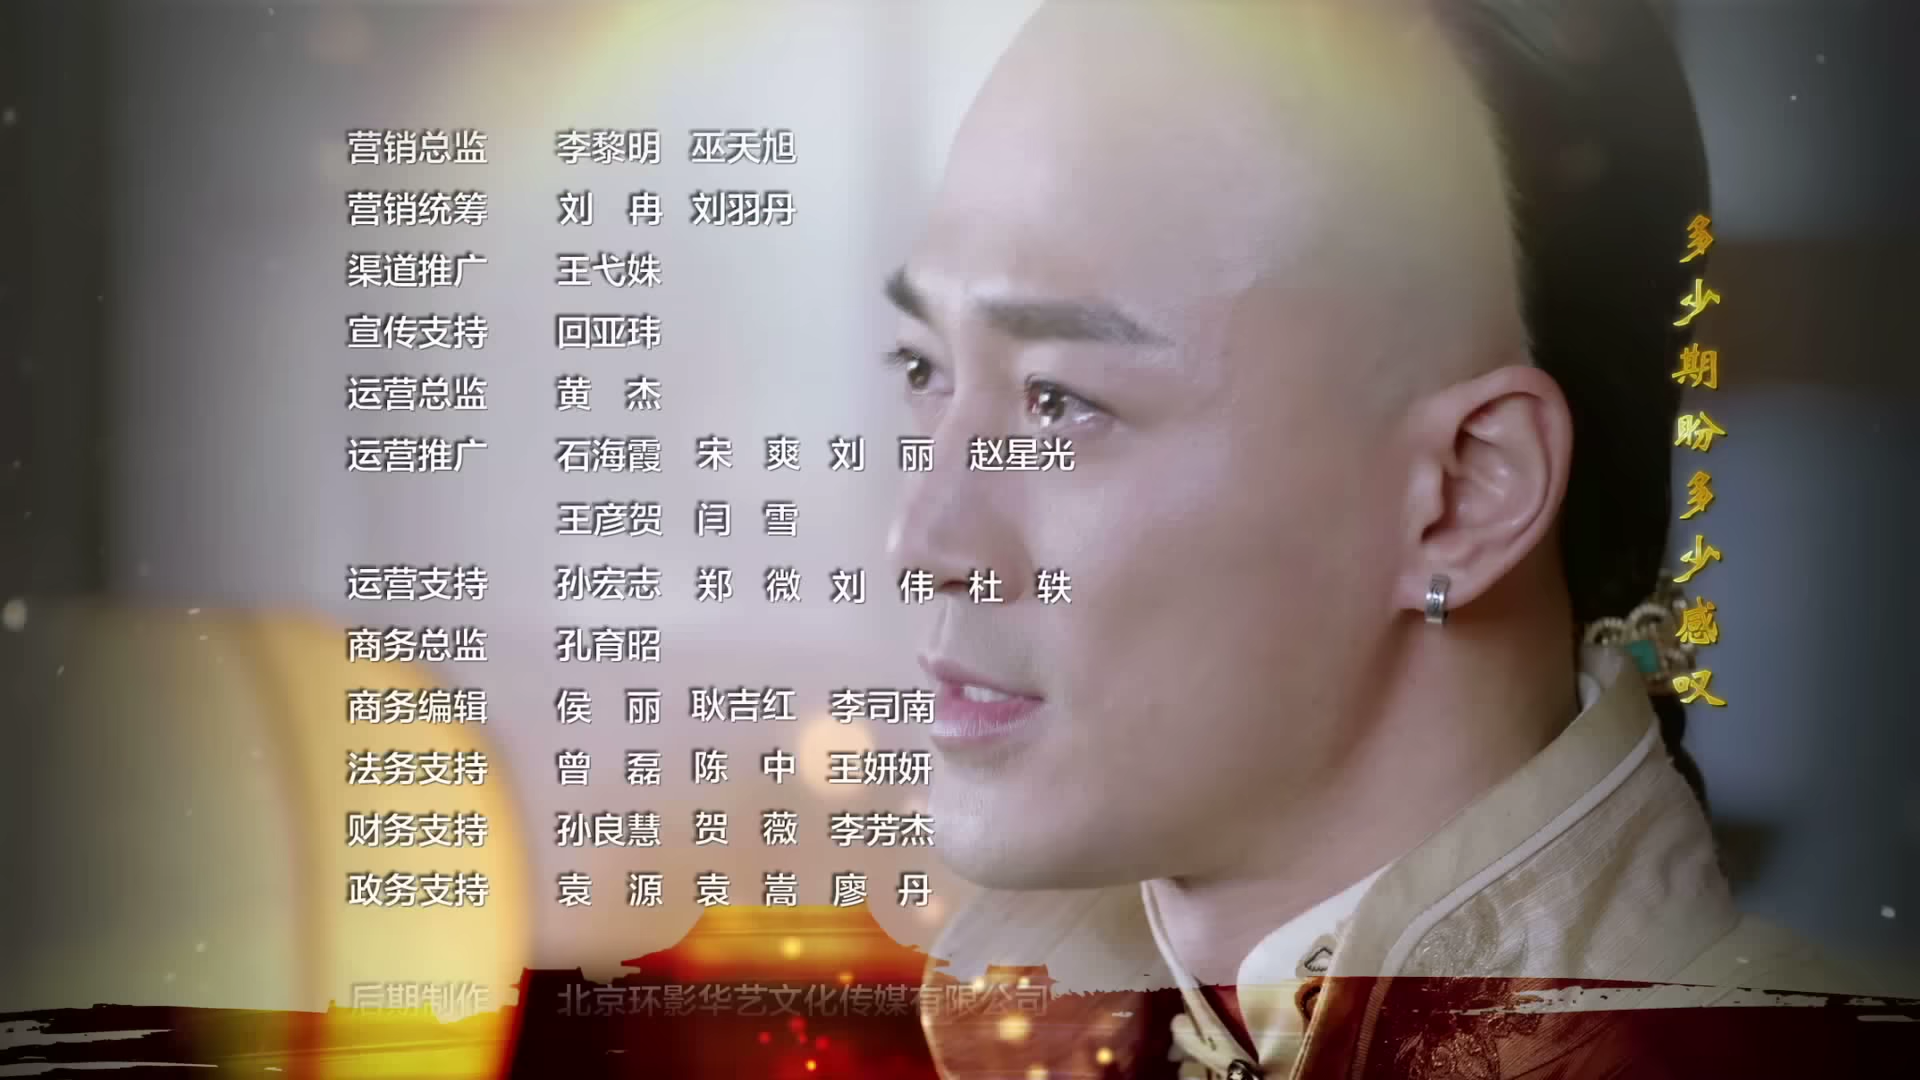 营销总监 李黎明 巫天旭
营销统筹 刘 冉 刘羽丹
渠道推广 王弋姝
宣传支持 回亚玮
运营总监 黄 杰
运营推广 石海霞 宋 爽 刘 丽 赵星光
王彦贺 闫 雪
运营支持 孙宏志 郑 微 刘 伟 杜 轶
商务总监 孔育昭
商务编辑 侯 丽 耿吉红 李司南
法务支持 曾 磊 陈 中 王妍妍
财务支持 孙良慧 贺 薇 李芳杰
政务支持 袁 源 袁 嵩 廖 丹
后期制作 北京环影华艺文化传媒有限公司
多少期盼多少感叹